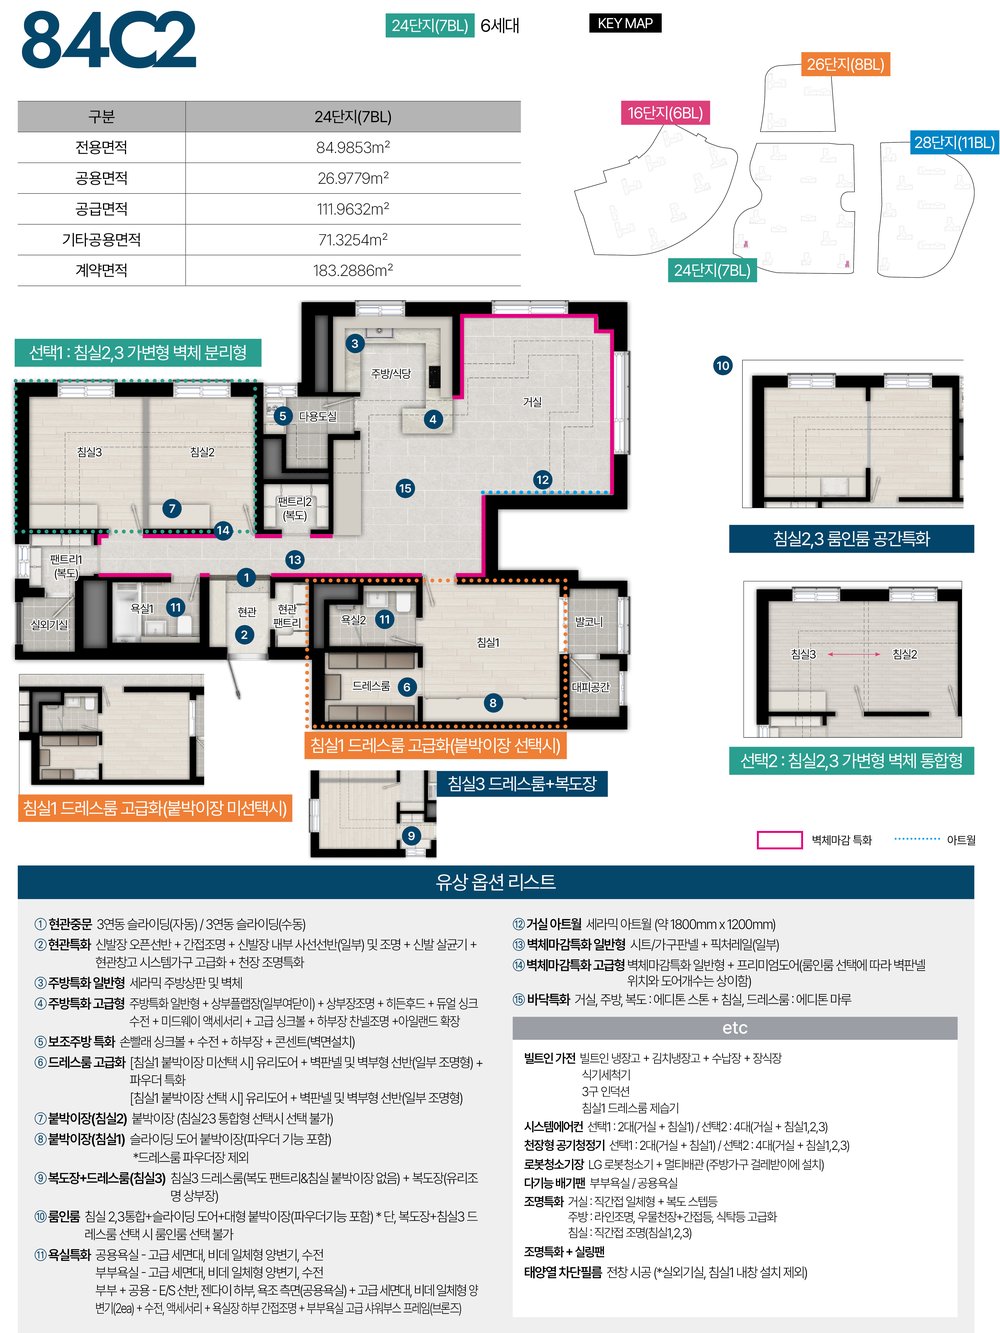 84C2
24단지(7BL) 6세대
KEY MAP
26단지(8BL)
16단지(6BL)
28단지(11BL)
24단지(7BL)
구분 24단지(7BL)
전용면적 84.9853m²
공용면적 26.9779m²
공급면적 111.9632m²
기타공용면적 71.3254m²
계약면적 183.2886m²
선택1 : 침실2,3 가변형 벽체 분리형
3
주방/식당
거실
5
다용도실
4
침실3
침실2
7
14
팬트리2
(복도)
15
12
13
팬트리1
(복도)
1
욕실1
11
현관
2
현관
팬트리
실외기실
욕실2
11
침실1
발코니
드레스룸
6
8
대피공간
침실1 드레스룸 고급화(붙박이장 선택시)
침실1 드레스룸 고급화(붙박이장 미선택시)
침실3 드레스룸+복도장
9
10
침실2,3 룸인룸 공간특화
침실3
침실2
선택2 : 침실2,3 가변형 벽체 통합형
벽체마감 특화
아트월
유상 옵션 리스트
① 현관중문 3연동 슬라이딩(자동) / 3연동 슬라이딩(수동)
② 현관특화 신발장 오픈선반 + 간접조명 + 신발장 내부 사선선반(일부) 및 조명 + 신발 살균기 +
현관창고 시스템가구 고급화 + 천장 조명특화
③ 주방특화 일반형 세라믹 주방상판 및 벽체
④ 주방특화 고급형 주방특화 일반형 + 상부플랩장(일부여닫이) + 상부장조명 + 히든후드 + 듀얼 싱크
수전 + 미드웨이 액세서리 + 고급 싱크볼 + 하부장 찬넬조명 +아일랜드 확장
⑤ 보조주방 특화 손빨래 싱크볼 + 수전 + 하부장 + 콘센트(벽면설치)
⑥ 드레스룸 고급화 [침실1 붙박이장 미선택 시] 유리도어 + 벽판넬 및 벽부형 선반(일부 조명형) +
파우더 특화
[침실1 붙박이장 선택 시] 유리도어 + 벽판넬 및 벽부형 선반(일부 조명형)
⑦ 붙박이장(침실2) 붙박이장 (침실2·3 통합형 선택시 선택 불가)
⑧ 붙박이장(침실1) 슬라이딩 도어 붙박이장(파우더 기능 포함)
*드레스룸 파우더장 제외
⑨ 복도장+드레스룸(침실3) 침실3 드레스룸(복도 팬트리&침실 붙박이장 없음) + 복도장(유리조
명 상부장)
⑩ 룸인룸 침실 2,3통합+슬라이딩 도어+대형 붙박이장(파우더기능 포함) * 단, 복도장+침실3 드
레스룸 선택 시 룸인룸 선택 불가
⑪ 욕실특화 공용욕실 - 고급 세면대, 비데 일체형 양변기, 수전
부부욕실 - 고급 세면대, 비데 일체형 양변기, 수전
부부 + 공용 - E/S 선반, 젠다이 하부, 욕조 측면(공용욕실) + 고급 세면대, 비데 일체형 양
변기(2ea) + 수전, 액세서리 + 욕실장 하부 간접조명 + 부부욕실 고급 샤워부스 프레임(브론즈)
⑫ 거실 아트월 세라믹 아트월 (약 1800mm x 1200mm)
⑬ 벽체마감특화 일반형 시트/가구판넬 + 픽처레일(일부)
⑭ 벽체마감특화 고급형 벽체마감특화 일반형 + 프리미엄도어(룸인룸 선택에 따라 벽판넬
위치와 도어개수는 상이함)
⑮ 바닥특화 거실, 주방, 복도 : 에디톤 스톤 + 침실, 드레스룸 : 에디톤 마루
etc
빌트인 가전 빌트인 냉장고 + 김치냉장고 + 수납장 + 장식장
식기세척기
3구 인덕션
침실1 드레스룸 제습기
시스템에어컨 선택1 : 2대(거실 + 침실1) / 선택2 : 4대(거실 + 침실1,2,3)
천장형 공기청정기 선택1 : 2대(거실 + 침실1) / 선택2 : 4대(거실 + 침실1,2,3)
로봇청소기장 LG 로봇청소기 + 멀티배관 (주방가구 걸레받이에 설치)
다기능 배기팬 부부욕실 / 공용욕실
조명특화 거실 : 직간접 일체형 + 복도 스텝등
주방 : 라인조명, 우물천장+간접등, 식탁등 고급화
침실 : 직간접 조명(침실1,2,3)
조명특화 + 실링팬
태양열 차단필름 전창 시공 (*실외기실, 침실1 내창 설치 제외)